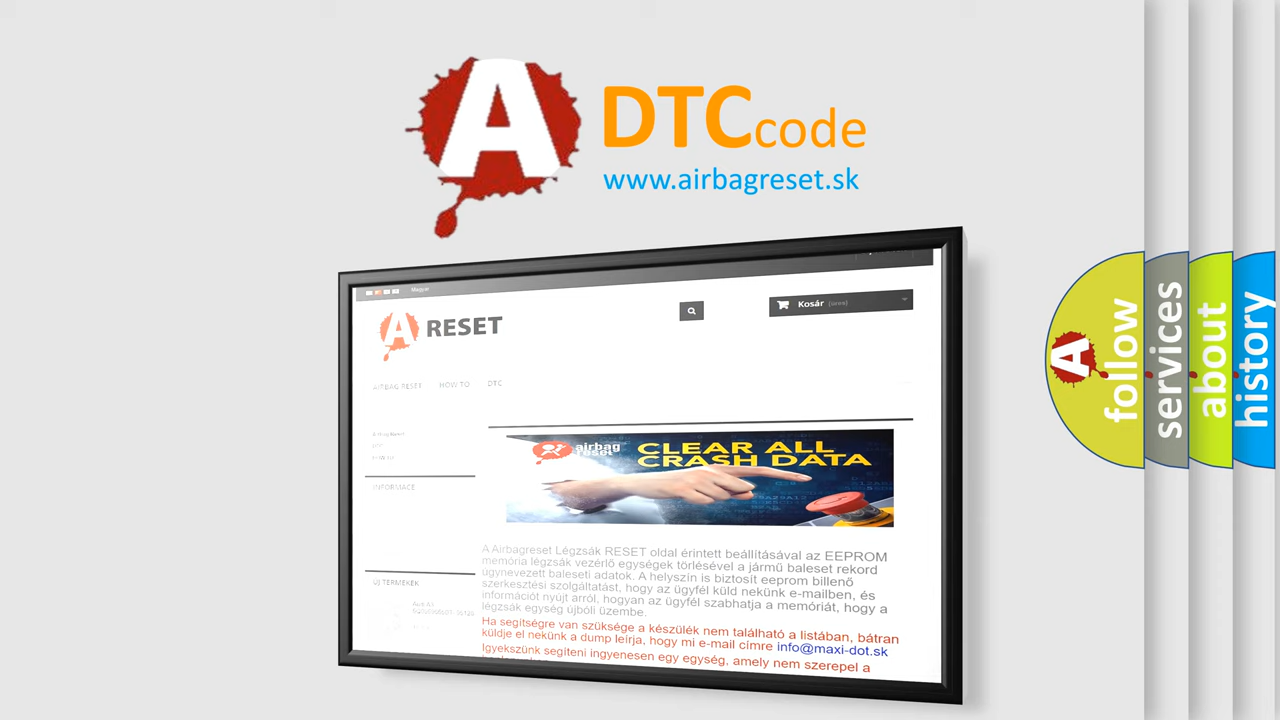 A
DTCcode
www.airbagreset.sk
Magyar
A RESET
Kosár (üres)
AIRBAG RESET HOW TO DTC
INFORMACE
airbag
reset
CLEAR ALL
CRASH DATA
A Airbagreset Légzsák RESET oldal érintett beállításával az EEPROM
memória légzsák vezérlő egységek törlésével a jármű baleset rekord
úgynevezett baleseti adatok. A helyszín is biztosít eeprom billenő
szerkesztési szolgáltatást, hogy az ügyfél küld nekünk e-mailben, és
információt nyújt arról, hogyan az ügyfél szabhatja a memóriát, hogy a
légzsák egység újbóli üzembe.
Ha segítségre van szüksége a készülék nem található a listában, bátran
küldje el nekünk a dump leírja, hogy mi e-mail címre info@maxi-dot.sk
Igyekszünk segíteni ingyenesen egy egység, amely nem szerepel a
ÚJ TERMÉKEK
A
follow
services
about
history